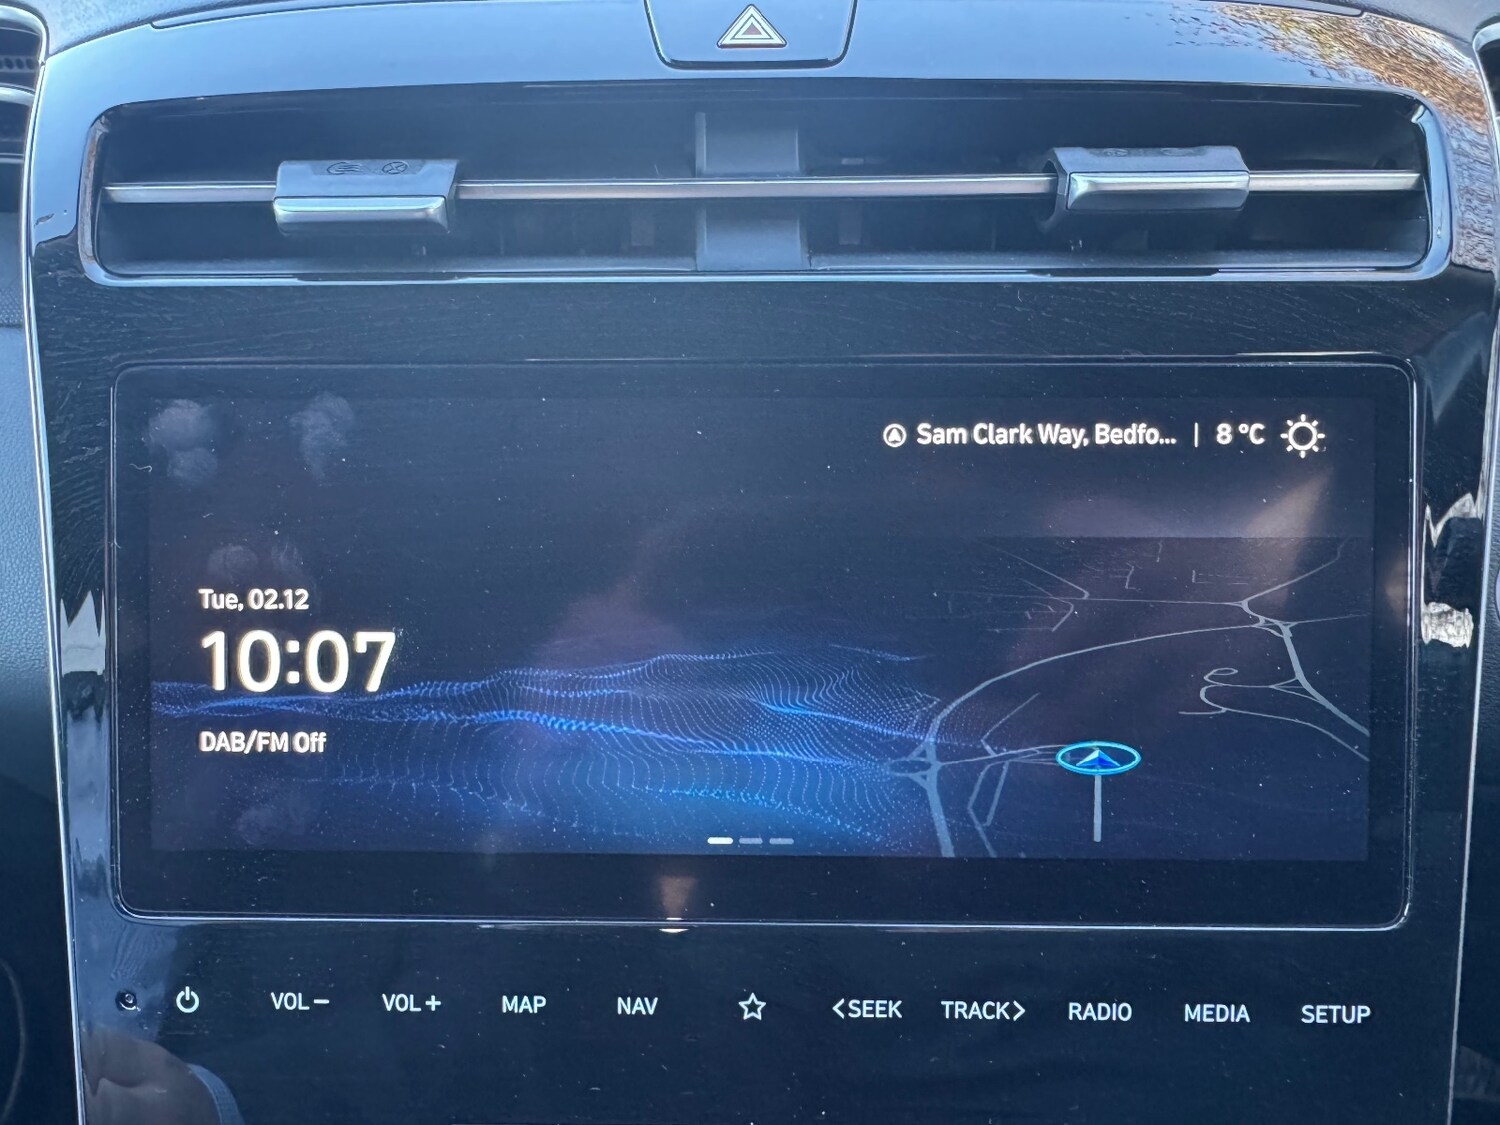 Sam Clark Way, Bedfo... | 8 °C
Tue, 02.12
10:07
DAB/FM Off
VOL− VOL+ MAP NAV <SEEK TRACK> RADIO MEDIA SETUP